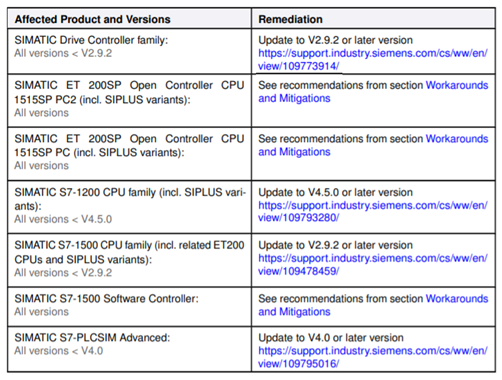 Affected Product and Versions
Remediation
SIMATIC Drive Controller family:
All versions < V2.9.2
Update to V2.9.2 or later version
https://support.industry.siemens.com/cs/ww/en/
view/109773914/
SIMATIC ET 200SP Open Controller CPU
1515SP PC2 (incl. SIPLUS variants):
All versions
See recommendations from section Workarounds
and Mitigations
SIMATIC ET 200SP Open Controller CPU
1515SP PC (incl. SIPLUS variants):
All versions
See recommendations from section Workarounds
and Mitigations
SIMATIC S7-1200 CPU family (incl. SIPLUS vari-
ants):
All versions < V4.5.0
Update to V4.5.0 or later version
https://support.industry.siemens.com/cs/ww/en/
view/109793280/
SIMATIC S7-1500 CPU family (incl. related ET200
CPUs and SIPLUS variants):
All versions < V2.9.2
Update to V2.9.2 or later version
https://support.industry.siemens.com/cs/ww/en/
view/109478459/
SIMATIC S7-1500 Software Controller:
All versions
See recommendations from section Workarounds
and Mitigations
SIMATIC S7-PLCSIM Advanced:
All versions < V4.0
Update to V4.0 or later version
https://support.industry.siemens.com/cs/ww/en/
view/109795016/